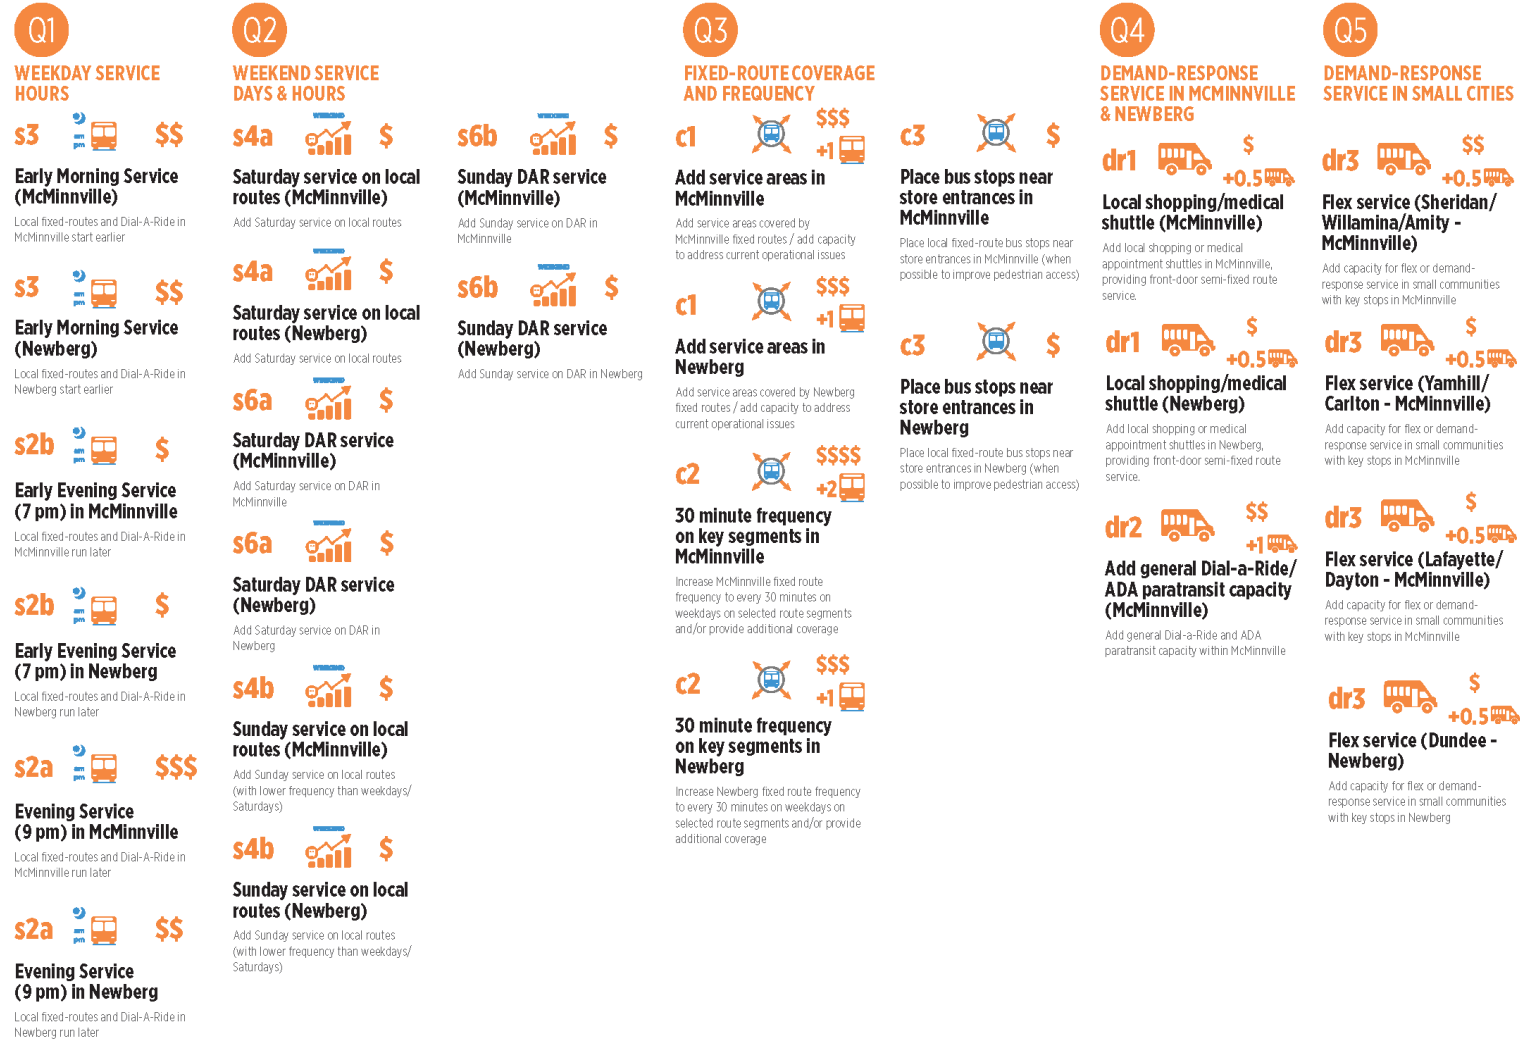 Q1
WEEKDAY SERVICE
HOURS
s3
am
pm
$$
Early Morning Service
(McMinnville)
Local fixed-routes and Dial-A-Ride in
McMinnville start earlier
s3
am
pm
$$
Early Morning Service
(Newberg)
Local fixed-routes and Dial-A-Ride in
Newberg start earlier
s2b
am
pm
$
Early Evening Service
(7 pm) in McMinnville
Local fixed-routes and Dial-A-Ride in
McMinnville run later
s2b
am
pm
$
Early Evening Service
(7 pm) in Newberg
Local fixed-routes and Dial-A-Ride in
Newberg run later
s2a
am
pm
$$$
Evening Service
(9 pm) in McMinnville
Local fixed-routes and Dial-A-Ride in
McMinnville run later
s2a
am
pm
$$
Evening Service
(9 pm) in Newberg
Local fixed-routes and Dial-A-Ride in
Newberg run later
Q2
WEEKEND SERVICE
DAYS & HOURS
WEEKEND
s4a
$
Saturday service on local
routes (McMinnville)
Add Saturday service on local routes
WEEKEND
s4a
$
Saturday service on local
routes (Newberg)
Add Saturday service on local routes
WEEKEND
s6a
$
Saturday DAR service
(McMinnville)
Add Saturday service on DAR in
McMinnville
WEEKEND
s6a
$
Saturday DAR service
(Newberg)
Add Saturday service on DAR in
Newberg
WEEKEND
s4b
$
Sunday service on local
routes (McMinnville)
Add Sunday service on local routes
(with lower frequency than weekdays/
Saturdays)
WEEKEND
s4b
$
Sunday service on local
routes (Newberg)
Add Sunday service on local routes
(with lower frequency than weekdays/
Saturdays)
WEEKEND
s6b
$
Sunday DAR service
(McMinnville)
Add Sunday service on DAR in
McMinnville
WEEKEND
s6b
$
Sunday DAR service
(Newberg)
Add Sunday service on DAR in Newberg
Q3
FIXED-ROUTE COVERAGE
AND FREQUENCY
c1
$$$
+1
Add service areas in
McMinnville
Add service areas covered by
McMinnville fixed routes / add capacity
to address current operational issues
c1
$$$
+1
Add service areas in
Newberg
Add service areas covered by Newberg
fixed routes / add capacity to address
current operational issues
c2
$$$$
+2
30 minute frequency
on key segments in
McMinnville
Increase McMinnville fixed route
frequency to every 30 minutes on
weekdays on selected route segments
and/or provide additional coverage
c2
$$$
+1
30 minute frequency
on key segments in
Newberg
Increase Newberg fixed route frequency
to every 30 minutes on weekdays on
selected route segments and/or provide
additional coverage
c3
$
Place bus stops near
store entrances in
McMinnville
Place local fixed-route bus stops near
store entrances in McMinnville (when
possible to improve pedestrian access)
c3
$
Place bus stops near
store entrances in
Newberg
Place local fixed-route bus stops near
store entrances in Newberg (when
possible to improve pedestrian access)
Q4
DEMAND-RESPONSE
SERVICE IN MCMINNVILLE
& NEWBERG
dr1
$
+0.5
Local shopping/medical
shuttle (McMinnville)
Add local shopping or medical
appointment shuttles in McMinnville,
providing front-door semi-fixed route
service.
dr1
$
+0.5
Local shopping/medical
shuttle (Newberg)
Add local shopping or medical
appointment shuttles in Newberg,
providing front-door semi-fixed route
service.
dr2
$$
+1
Add general Dial-a-Ride/
ADA paratransit capacity
(McMinnville)
Add general Dial-a-Ride and ADA
paratransit capacity within McMinnville
Q5
DEMAND-RESPONSE
SERVICE IN SMALL CITIES
dr3
$$
+0.5
Flex service (Sheridan/
Willamina/Amity -
McMinnville)
Add capacity for flex or demand-
response service in small communities
with key stops in McMinnville
dr3
$
+0.5
Flex service (Yamhill/
Carlton - McMinnville)
Add capacity for flex or demand-
response service in small communities
with key stops in McMinnville
dr3
$
+0.5
Flex service (Lafayette/
Dayton - McMinnville)
Add capacity for flex or demand-
response service in small communities
with key stops in McMinnville
dr3
$
+0.5
Flex service (Dundee -
Newberg)
Add capacity for flex or demand-
response service in small communities
with key stops in Newberg